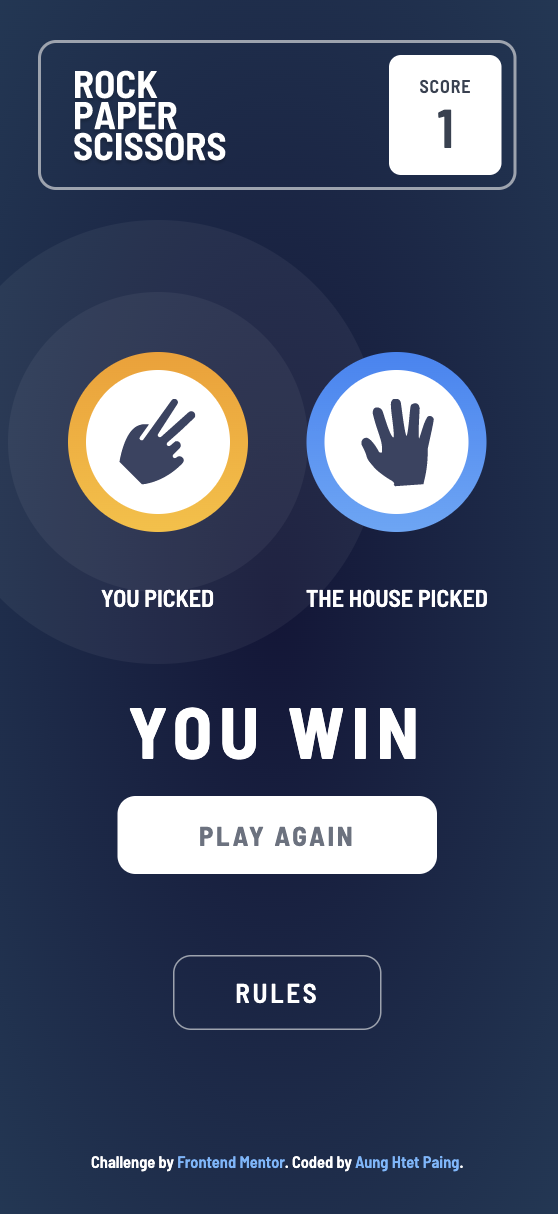 ROCK
PAPER
SCISSORS
SCORE
1
YOU PICKED
THE HOUSE PICKED
YOU WIN
PLAY AGAIN
RULES
Challenge by Frontend Mentor. Coded by Aung Htet Paing.